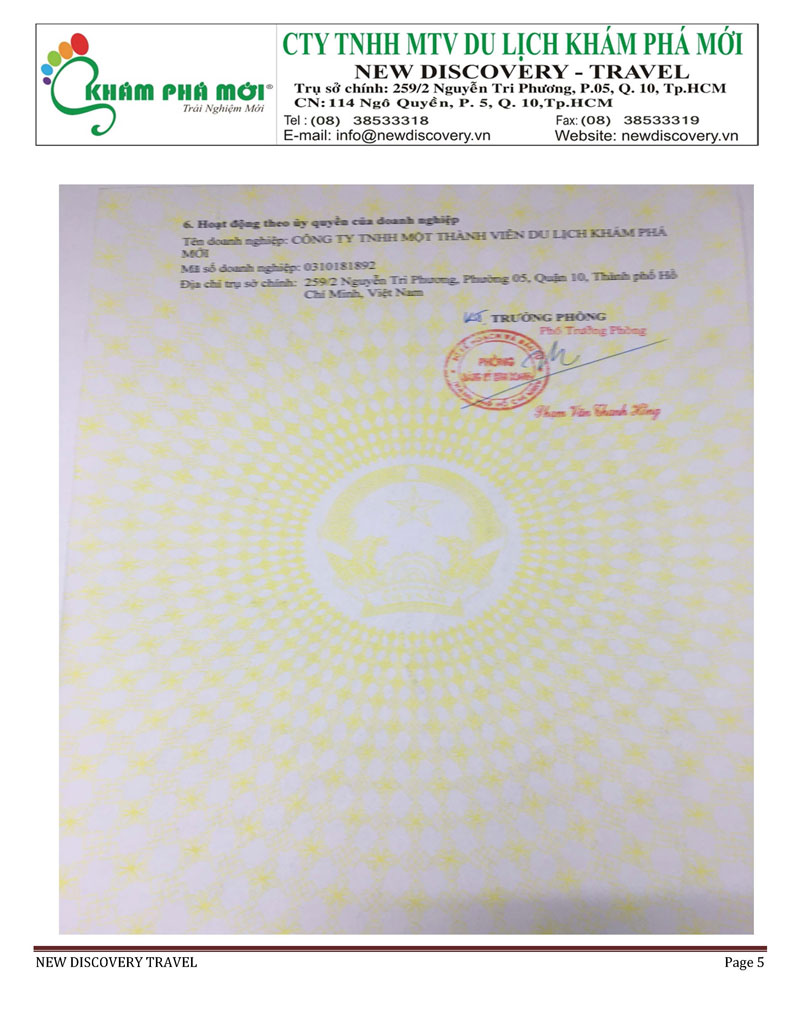 KHÁM PHÁ MỚI®
Trải Nghiệm Mới
CTY TNHH MTV DU LỊCH KHÁM PHÁ MỚI
NEW DISCOVERY - TRAVEL
Trụ sở chính: 259/2 Nguyễn Tri Phương, P.05, Q. 10, Tp.HCM
CN: 114 Ngô Quyền, P. 5, Q. 10,Tp.HCM
Tel : (08) 38533318 Fax: (08) 38533319
E-mail: info@newdiscovery.vn Website: newdiscovery.vn
6. Hoạt động theo ủy quyền của doanh nghiệp
Tên doanh nghiệp: CÔNG TY TNHH MỘT THÀNH VIÊN DU LỊCH KHÁM PHÁ
MỚI
Mã số doanh nghiệp: 0310181892
Địa chỉ trụ sở chính: 259/2 Nguyễn Tri Phương, Phường 05, Quận 10, Thành phố Hồ
Chí Minh, Việt Nam
TRƯỞNG PHÒNG
Phó Trưởng Phòng
PHÒNG
ĐĂNG KÝ KINH DOANH
NEW DISCOVERY TRAVEL Page 5